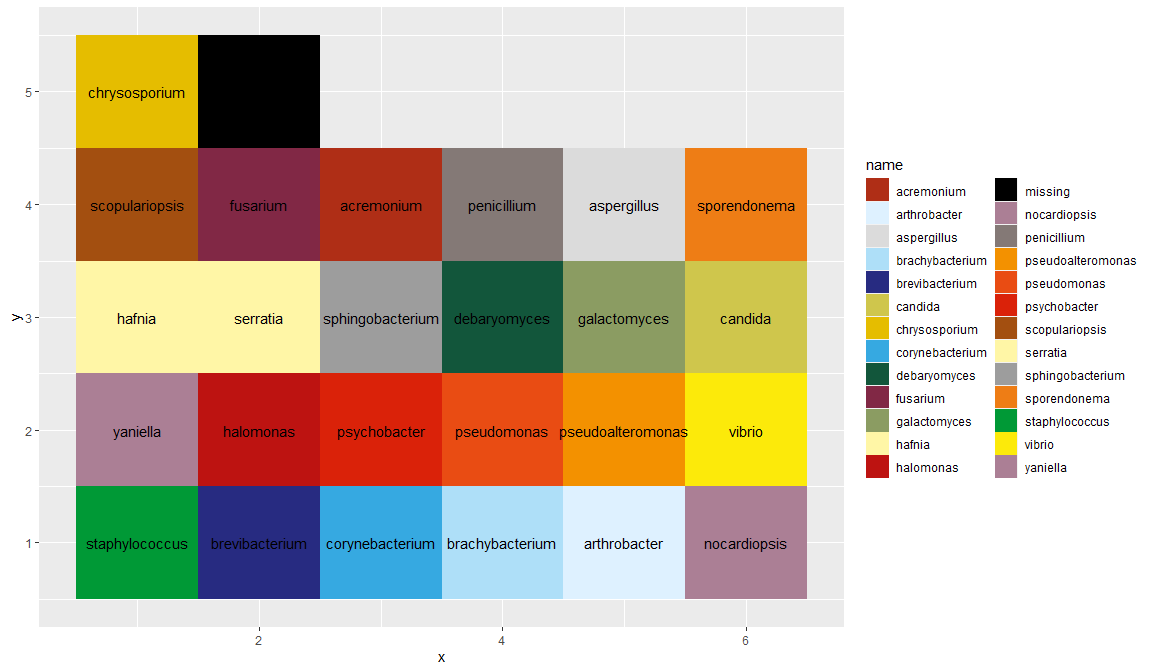 5
chrysosporium
4
scopulariopsis fusarium acremonium penicillium aspergillus sporendonema
y
3
hafnia serratia sphingobacterium debaryomyces galactomyces candida
2
yaniella halomonas psychobacter pseudomonas pseudoalteromonas vibrio
1
staphylococcus brevibacterium corynebacterium brachybacterium arthrobacter nocardiopsis
2 4 6
x
name
acremonium
arthrobacter
aspergillus
brachybacterium
brevibacterium
candida
chrysosporium
corynebacterium
debaryomyces
fusarium
galactomyces
hafnia
halomonas
missing
nocardiopsis
penicillium
pseudoalteromonas
pseudomonas
psychobacter
scopulariopsis
serratia
sphingobacterium
sporendonema
staphylococcus
vibrio
yaniella